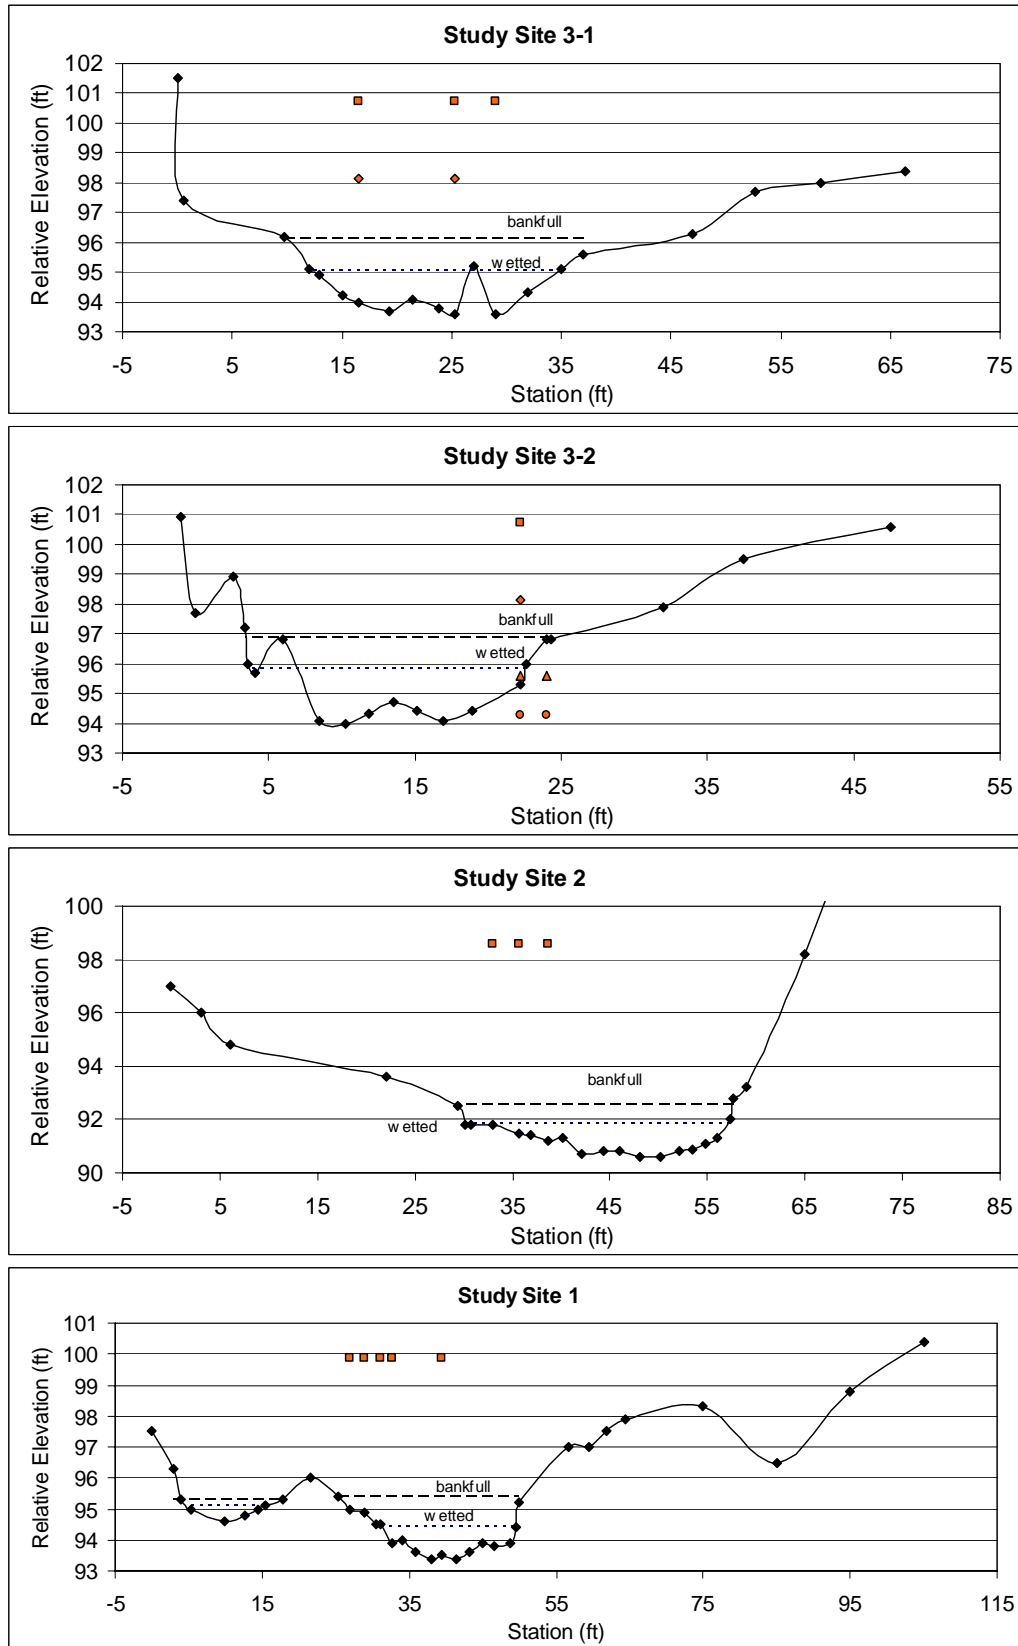 Study Site 3-1
Relative Elevation (ft)
102
101
100
99
98
97
96
95
94
93
bankfull
wetted
-5 5 15 25 35 45 55 65 75
Station (ft)
Study Site 3-2
Relative Elevation (ft)
102
101
100
99
98
97
96
95
94
93
bankfull
wetted
-5 5 15 25 35 45 55
Station (ft)
Study Site 2
Relative Elevation (ft)
100
98
96
94
92
90
bankfull
wetted
-5 5 15 25 35 45 55 65 75 85
Station (ft)
Study Site 1
Relative Elevation (ft)
101
100
99
98
97
96
95
94
93
bankfull
wetted
-5 15 35 55 75 95 115
Station (ft)